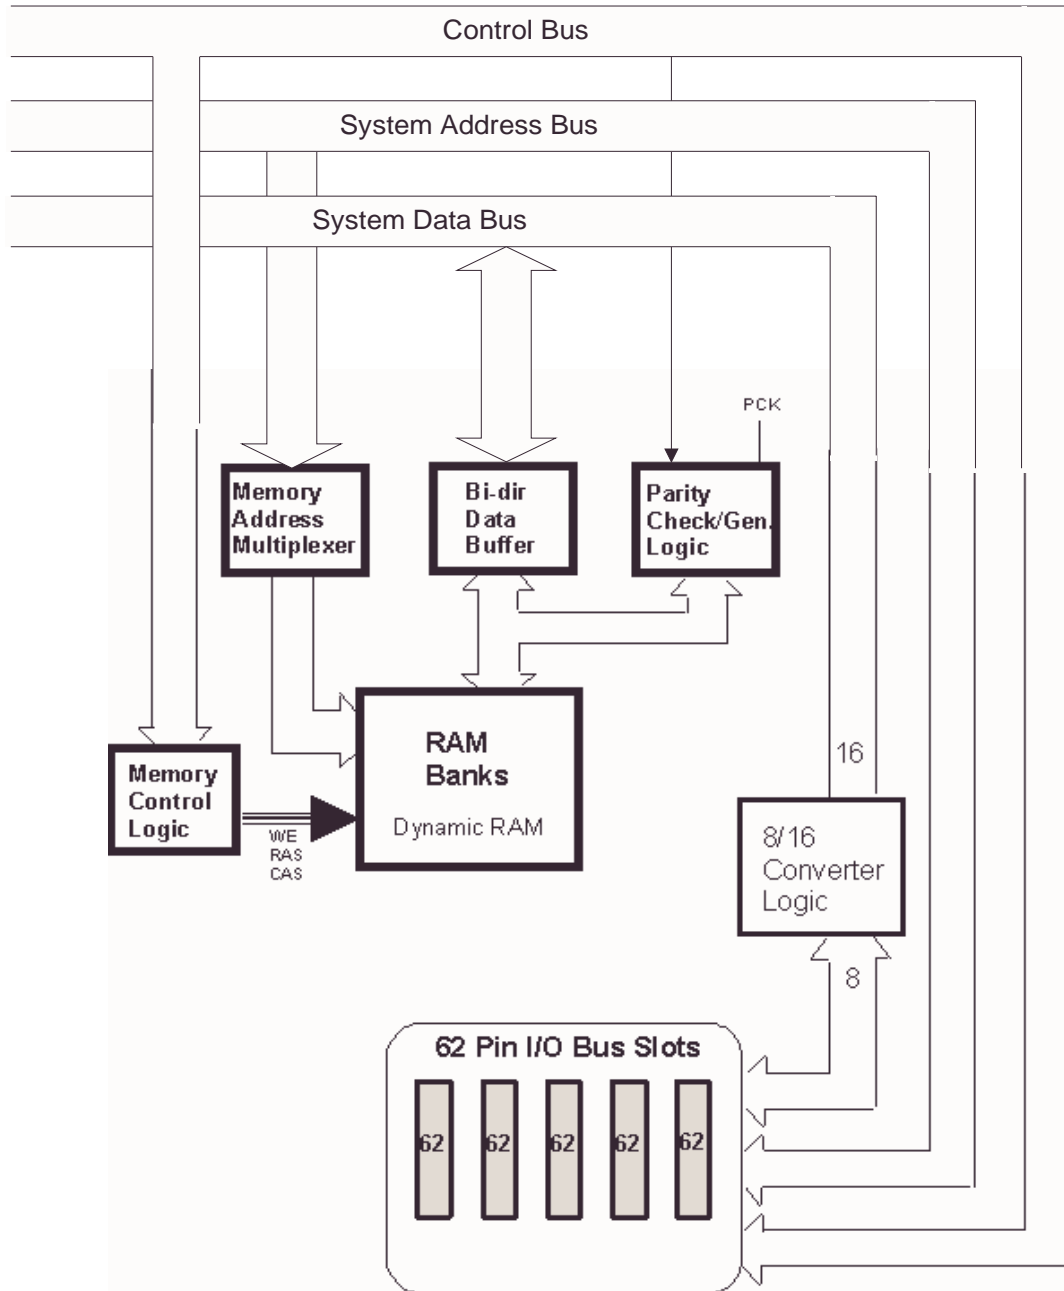 Control Bus
System Address Bus
System Data Bus
PCK
Memory
Address
Multiplexer
Bi-dir
Data
Buffer
Parity
Check/Gen.
Logic
RAM
Banks
Dynamic RAM
16
Memory
Control
Logic
WE
RAS
CAS
8/16
Converter
Logic
8
62 Pin I/O Bus Slots
62 62 62 62 62